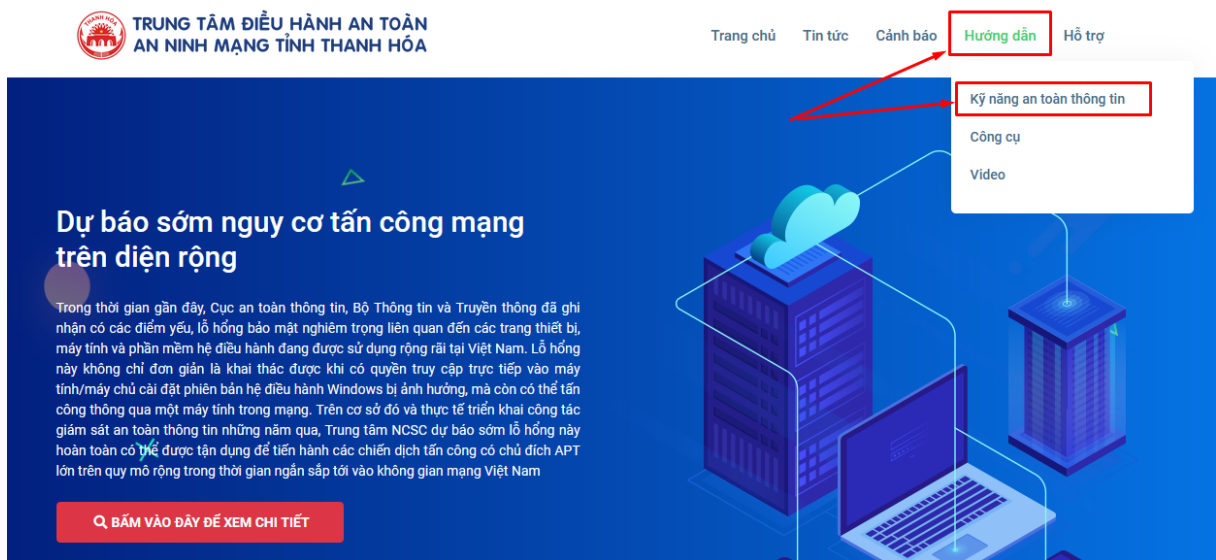 THANH HÓA
TRUNG TÂM ĐIỀU HÀNH AN TOÀN
AN NINH MẠNG TỈNH THANH HÓA
Trang chủ Tin tức Cảnh báo Hướng dẫn Hỗ trợ
Kỹ năng an toàn thông tin
Công cụ
Video
Dự báo sớm nguy cơ tấn công mạng
trên diện rộng
Trong thời gian gần đây, Cục an toàn thông tin, Bộ Thông tin và Truyền thông đã ghi
nhận có các điểm yếu, lỗ hổng bảo mật nghiêm trọng liên quan đến các trang thiết bị,
máy tính và phần mềm hệ điều hành đang được sử dụng rộng rãi tại Việt Nam. Lỗ hổng
này không chỉ đơn giản là khai thác được khi có quyền truy cập trực tiếp vào máy
tính/máy chủ cài đặt phiên bản hệ điều hành Windows bị ảnh hưởng, mà còn có thể tấn
công thông qua một máy tính trong mạng. Trên cơ sở đó và thực tế triển khai công tác
giám sát an toàn thông tin những năm qua, Trung tâm NCSC dự báo sớm lỗ hổng này
hoàn toàn có thể được tận dụng để tiến hành các chiến dịch tấn công có chủ đích APT
lớn trên quy mô rộng trong thời gian ngắn sắp tới vào không gian mạng Việt Nam
BẤM VÀO ĐÂY ĐỂ XEM CHI TIẾT